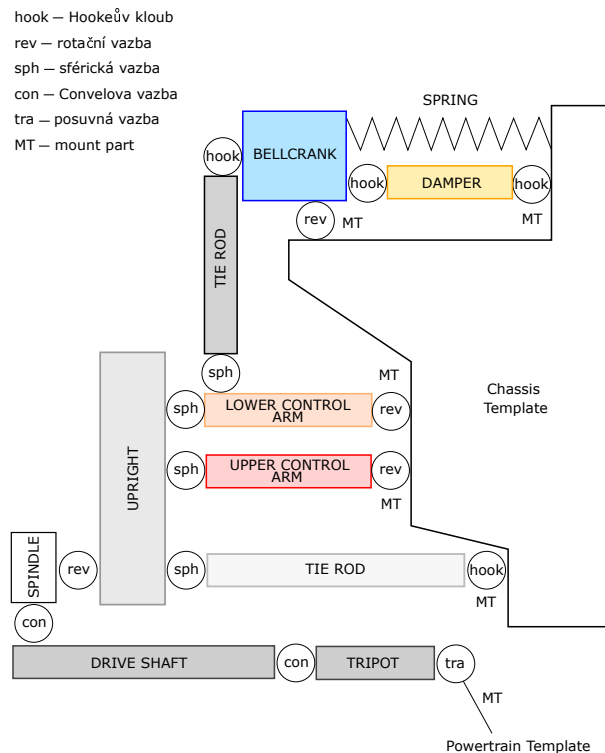 hook — Hookeův kloub
rev — rotační vazba
sph — sférická vazba
con — Convelova vazba
tra — posuvná vazba
MT — mount part
SPRING
hook
BELLCRANK
hook
DAMPER
hook
rev
MT
MT
TIE ROD
sph
MT
sph
LOWER CONTROL
ARM
rev
Chassis
Template
UPRIGHT
sph
UPPER CONTROL
ARM
rev
MT
SPINDLE
rev
sph
TIE ROD
hook
MT
con
DRIVE SHAFT
con
TRIPOT
tra
MT
Powertrain Template